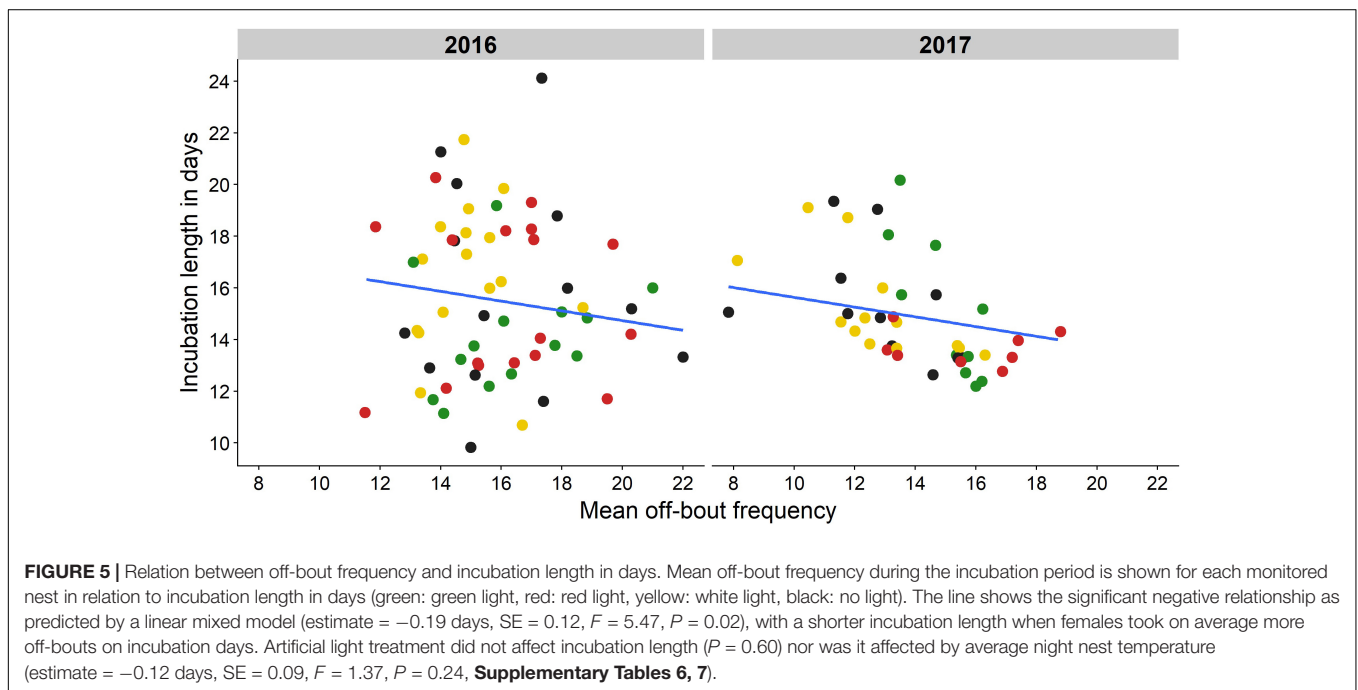 2016 2017
24
22
20
18
16
14
12
10
Incubation length in days
8 10 12 14 16 18 20 22 8 10 12 14 16 18 20 22
Mean off-bout frequency
FIGURE 5 | Relation between off-bout frequency and incubation length in days. Mean off-bout frequency during the incubation period is shown for each monitored
nest in relation to incubation length in days (green: green light, red: red light, yellow: white light, black: no light). The line shows the significant negative relationship as
predicted by a linear mixed model (estimate = −0.19 days, SE = 0.12, F = 5.47, P = 0.02), with a shorter incubation length when females took on average more
off-bouts on incubation days. Artificial light treatment did not affect incubation length (P = 0.60) nor was it affected by average night nest temperature
(estimate = −0.12 days, SE = 0.09, F = 1.37, P = 0.24, Supplementary Tables 6, 7).